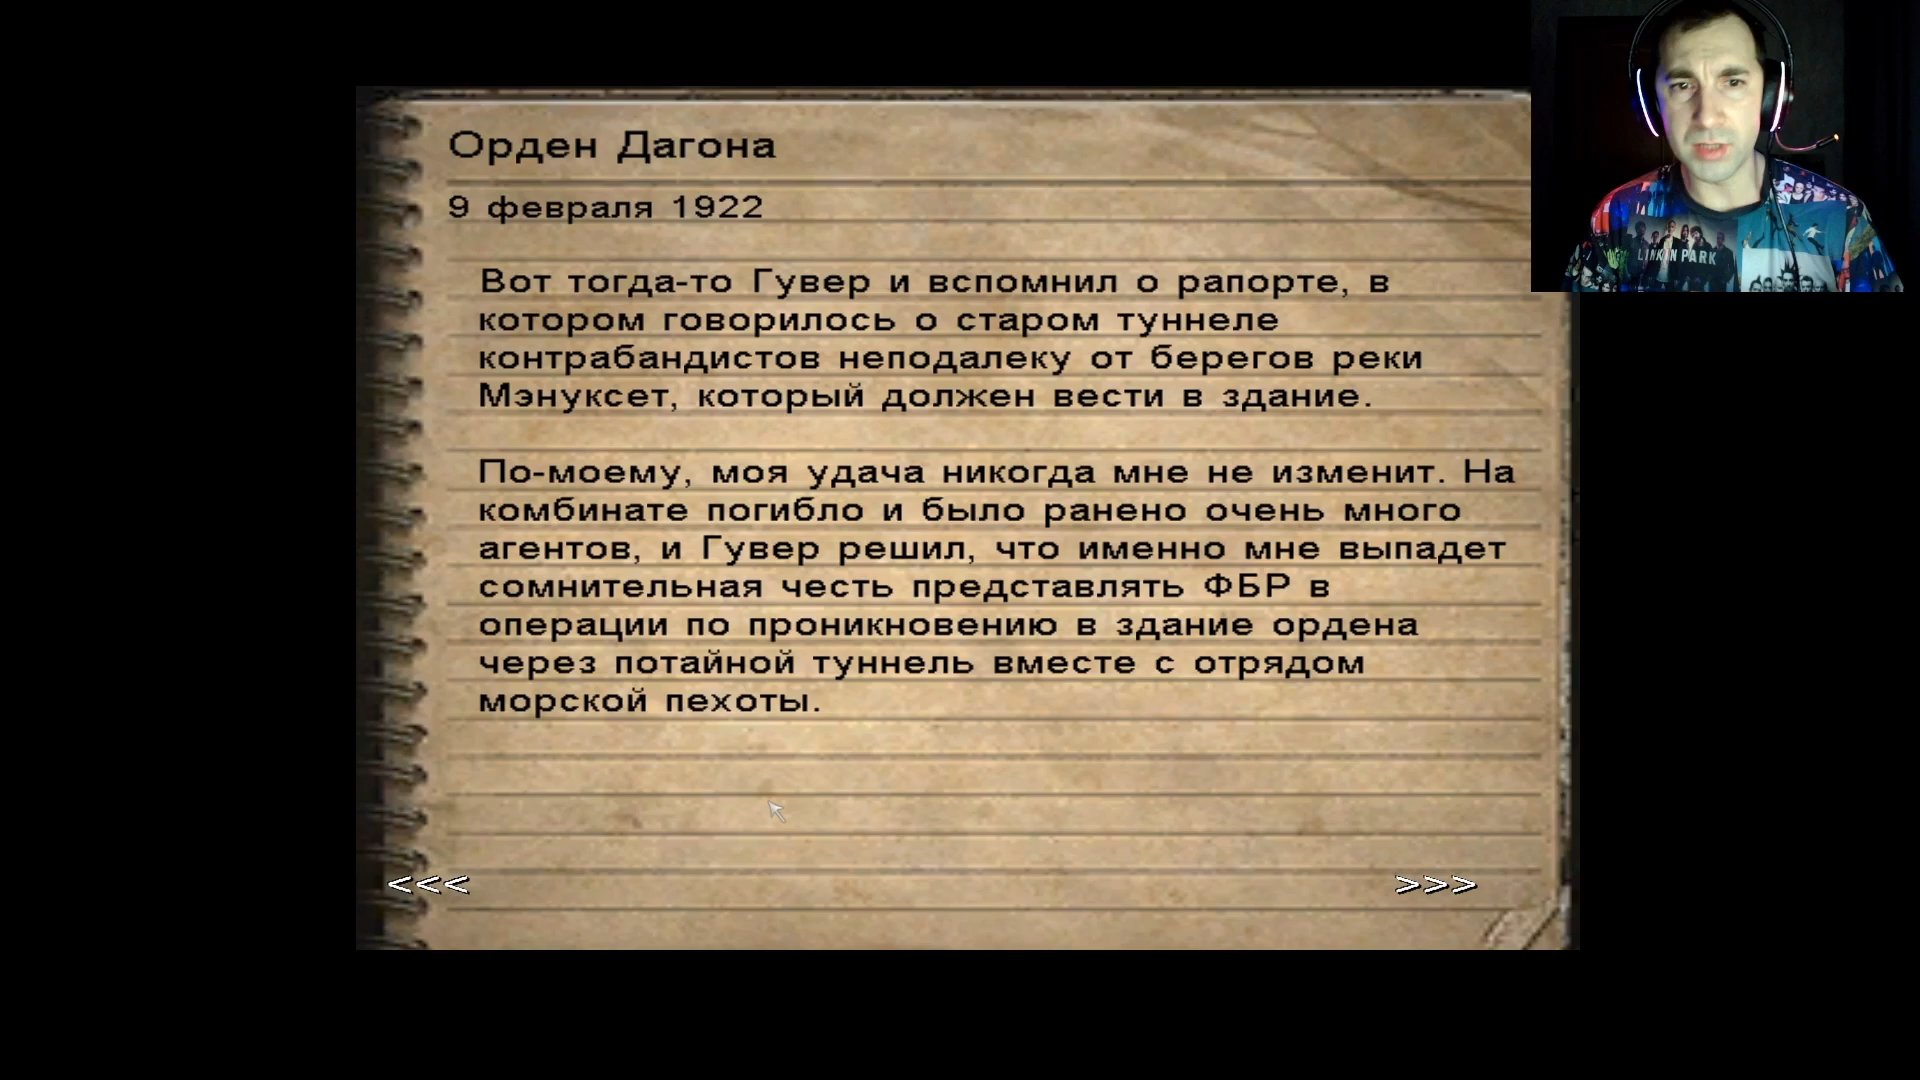 Орден Дагона
9 февраля 1922
Вот тогда-то Гувер и вспомнил о рапорте, в
котором говорилось о старом туннеле
контрабандистов неподалеку от берегов реки
Мэнуксет, который должен вести в здание.
По-моему, моя удача никогда мне не изменит. На
комбинате погибло и было ранено очень много
агентов, и Гувер решил, что именно мне выпадет
сомнительная честь представлять ФБР в
операции по проникновению в здание ордена
через потайной туннель вместе с отрядом
морской пехоты.
<<< >>>
LINKIN PARK